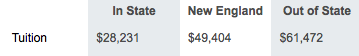 In State New England Out of State
Tuition $28,231 $49,404 $61,472